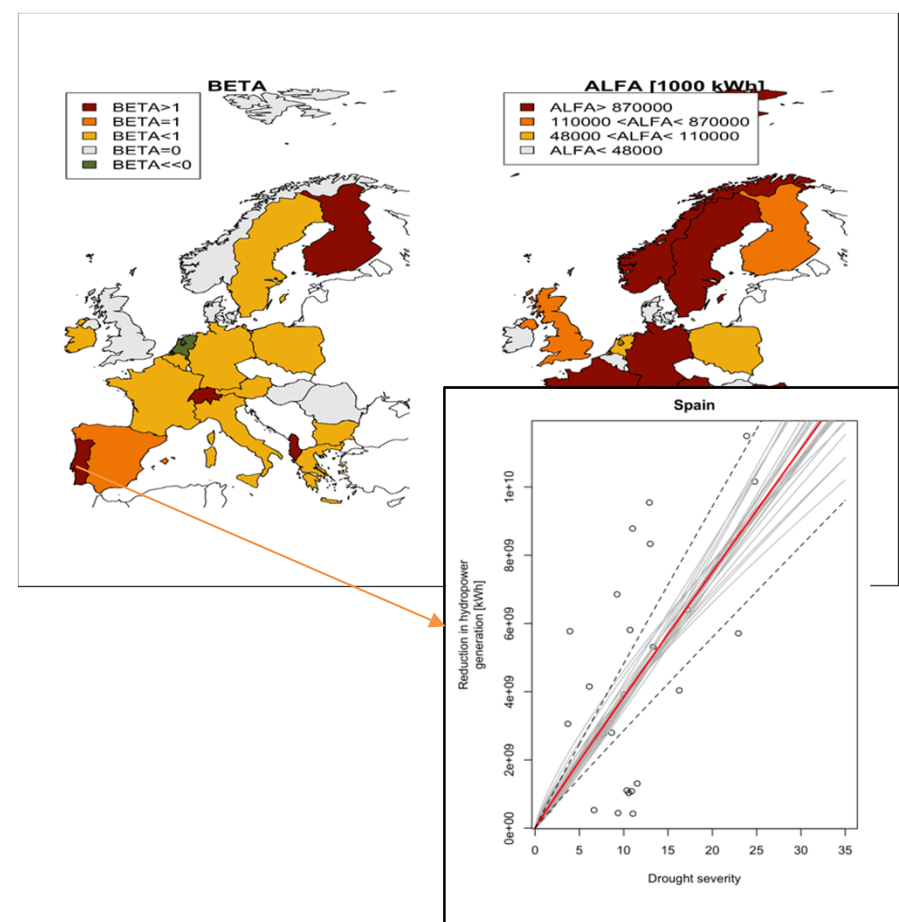 BETA
BETA>1
BETA=1
BETA<1
BETA=0
BETA<<0
ALFA [1000 kWh]
ALFA> 870000
110000 <ALFA< 870000
48000 <ALFA< 110000
ALFA< 48000
Spain
Reduction in hydropower
generation [kWh]
1e+10
8e+09
6e+09
4e+09
2e+09
0e+00
0 5 10 15 20 25 30 35
Drought severity